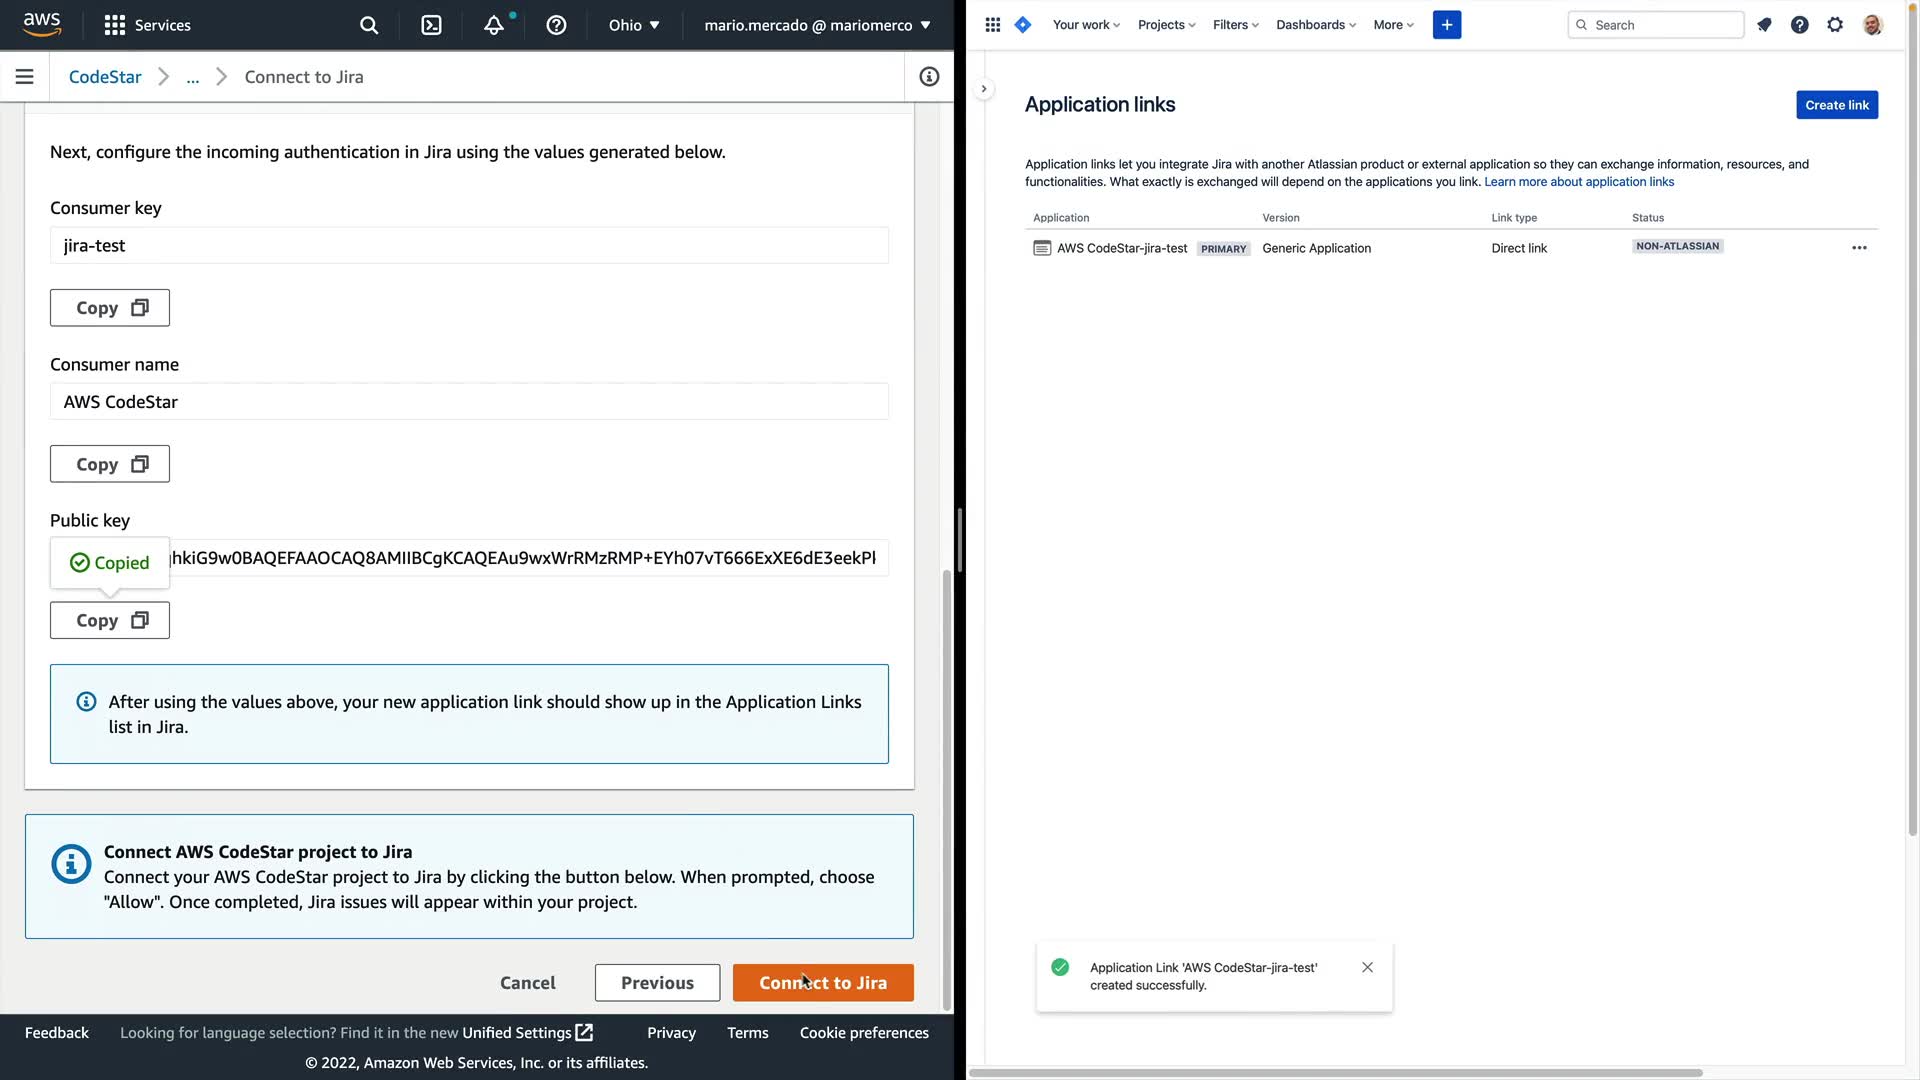 aws
Services
Ohio
mario.mercado @ mariomerco
CodeStar
...
Connect to Jira
Next, configure the incoming authentication in Jira using the values generated below.
Consumer key
jira-test
Copy
Consumer name
AWS CodeStar
Copy
Public key
Copied
hkiG9w0BAQEFAAOCAQ8AMIIBCgKCAQEAu9wxWrRMzRMP+EYh07vT666ExXE6dE3eekP
Copy
After using the values above, your new application link should show up in the Application Links
list in Jira.
Connect AWS CodeStar project to Jira
Connect your AWS CodeStar project to Jira by clicking the button below. When prompted, choose
"Allow". Once completed, Jira issues will appear within your project.
Cancel
Previous
Connect to Jira
Feedback
Looking for language selection? Find it in the new Unified Settings
Privacy
Terms
Cookie preferences
© 2022, Amazon Web Services, Inc. or its affiliates.
Your work
Projects
Filters
Dashboards
More
+
Search
Application links
Create link
Application links let you integrate Jira with another Atlassian product or external application so they can exchange information, resources, and
functionalities. What exactly is exchanged will depend on the applications you link. Learn more about application links
Application Version Link type Status
AWS CodeStar-jira-test PRIMARY Generic Application Direct link NON-ATLASSIAN
Application Link 'AWS CodeStar-jira-test'
created successfully.